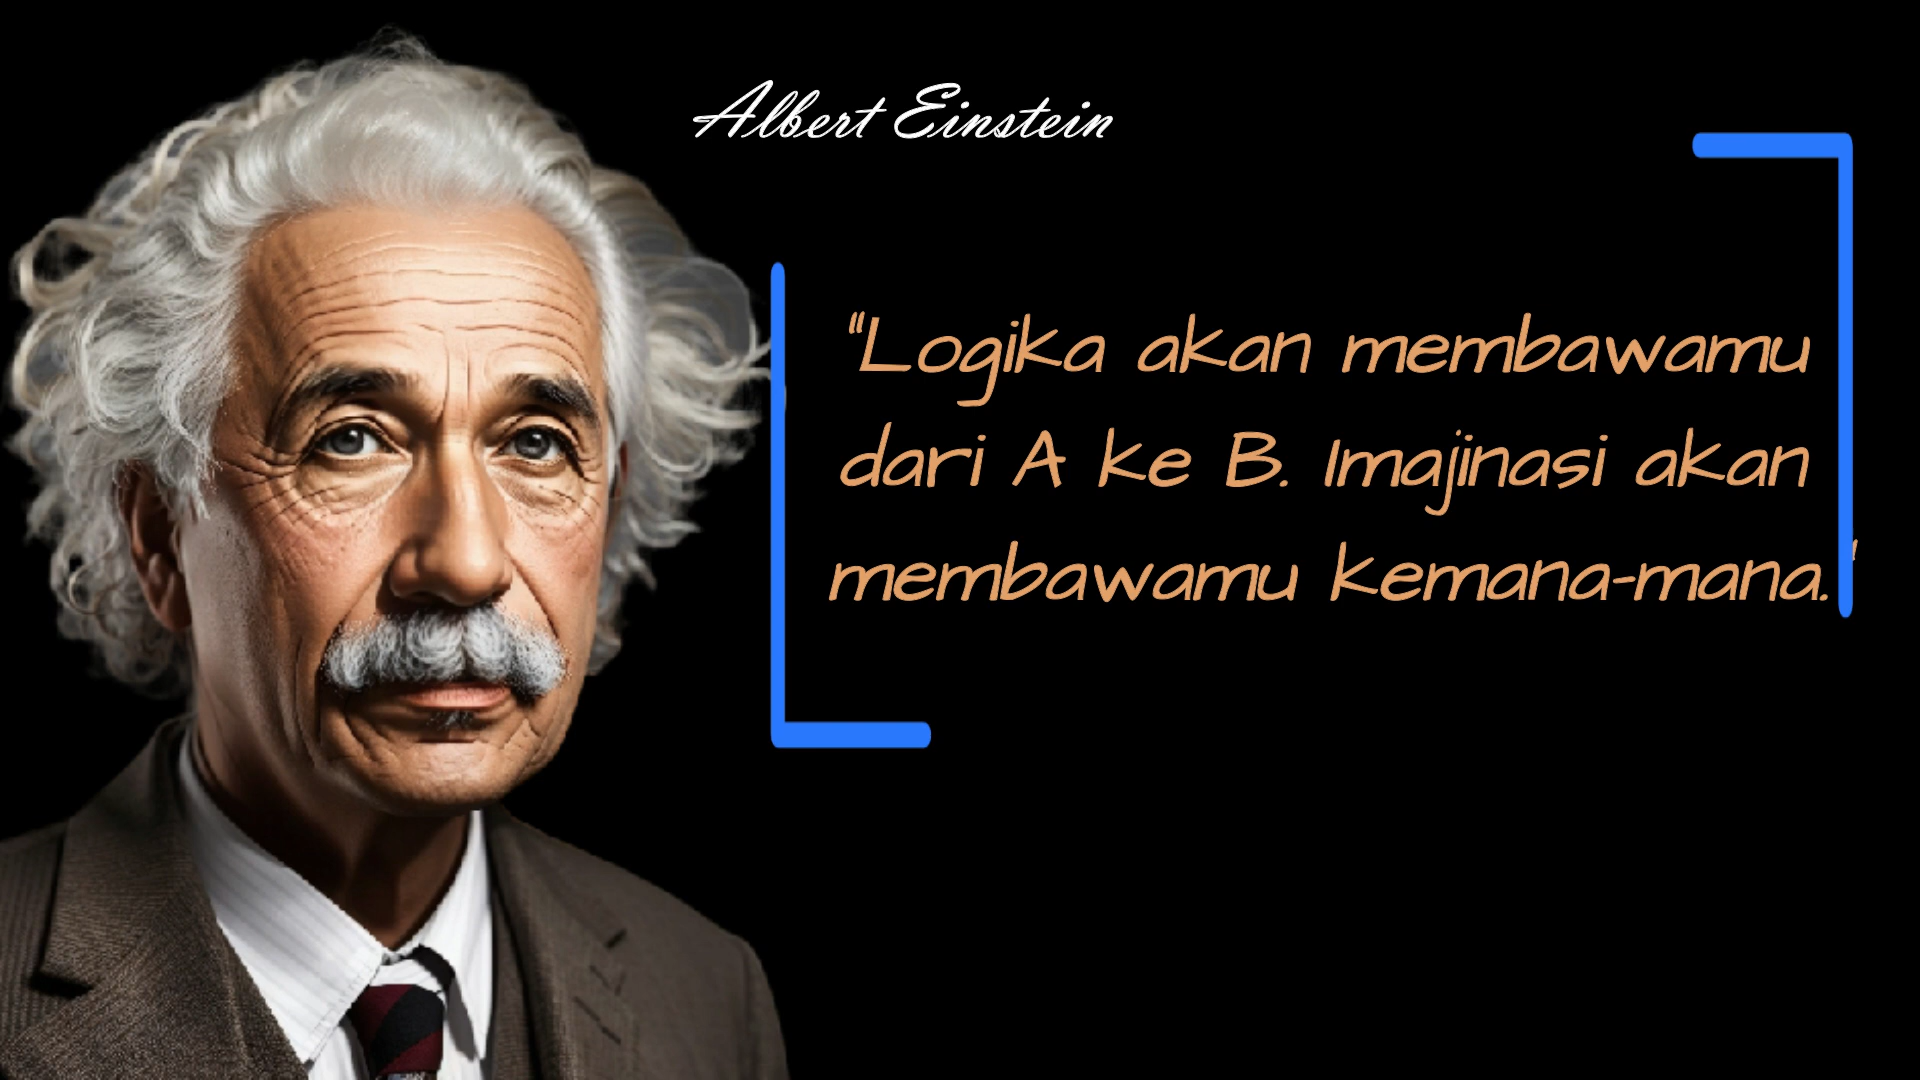 Albert Einstein
"Logika akan membawamu
dari A ke B. Imajinasi akan
membawamu kemana-mana."